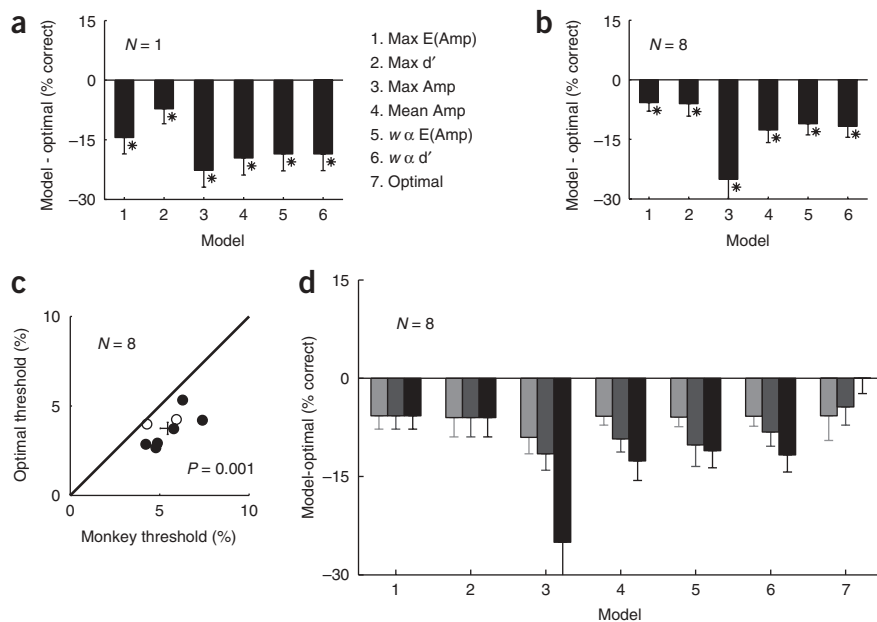 a
15
0
–15
–30
Model - optimal (% correct)
N = 1
* * * * * *
1 2 3 4 5 6
Model
1. Max E(Amp)
2. Max d′
3. Max Amp
4. Mean Amp
5. w α E(Amp)
6. w α d′
7. Optimal
b
15
0
–15
–30
Model - optimal (% correct)
N = 8
* * * * * *
1 2 3 4 5 6
Model
c
10
5
0
Optimal threshold (%)
N = 8
P = 0.001
0 5 10
Monkey threshold (%)
d
15
0
–15
–30
Model-optimal (% correct)
N = 8
1 2 3 4 5 6 7
Model